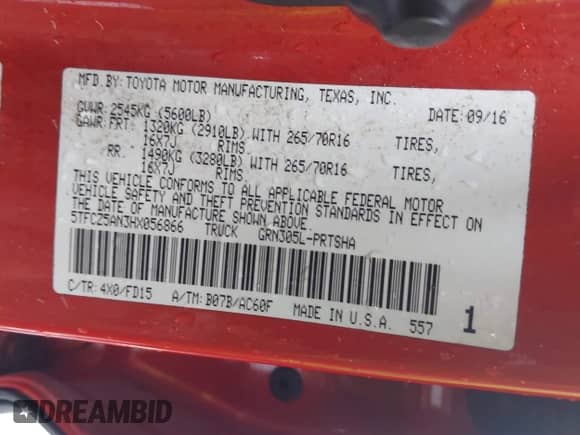 MFD.BY:TOYOTA MOTOR MANUFACTURING, TEXAS, INC.
GVWR: 2545KG (5600LB) DATE:09/16
GAWR:FRT 1320KG (2910LB) WITH 265/70R16 TIRES,
16X7J RIMS
RR. 1490KG (3280LB) WITH 265/70R16 TIRES,
16X7J RIMS
THIS VEHICLE CONFORMS TO ALL APPLICABLE FEDERAL MOTOR
VEHICLE SAFETY AND THEFT PREVENTION STANDARDS IN EFFECT ON
THE DATE OF MANUFACTURE SHOWN ABOVE
5TFCZ5AN3HX056866 TRUCK GRN305L-PRTSHA
C/TR:4X0/FD15 A/TM:B07B/AC60F MADE IN U.S.A. 557 1
DREAMBID